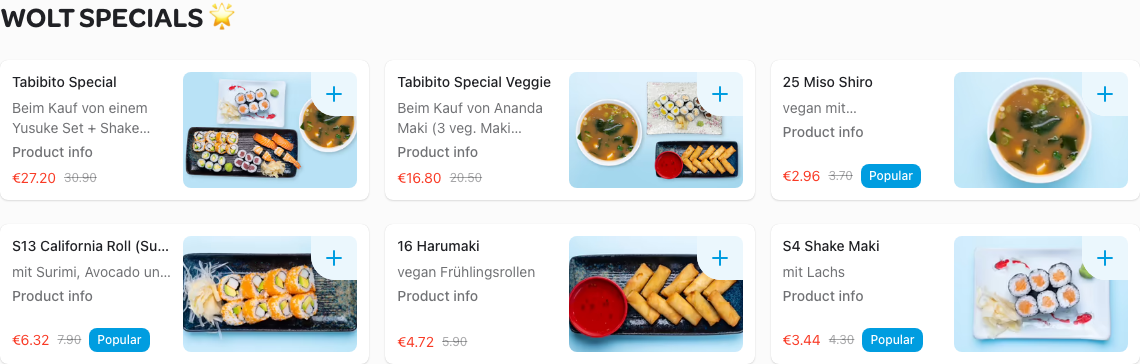 WOLT SPECIALS 🌟
Tabibito Special
Beim Kauf von einem
Yusuke Set + Shake...
Product info
€27.20 30.90
Tabibito Special Veggie
Beim Kauf von Ananda
Maki (3 veg. Maki...
Product info
€16.80 20.50
25 Miso Shiro
vegan mit...
Product info
€2.96 3.70 Popular
S13 California Roll (Su...
mit Surimi, Avocado un...
Product info
€6.32 7.90 Popular
16 Harumaki
vegan Frühlingsrollen
Product info
€4.72 5.90
S4 Shake Maki
mit Lachs
Product info
€3.44 4.30 Popular